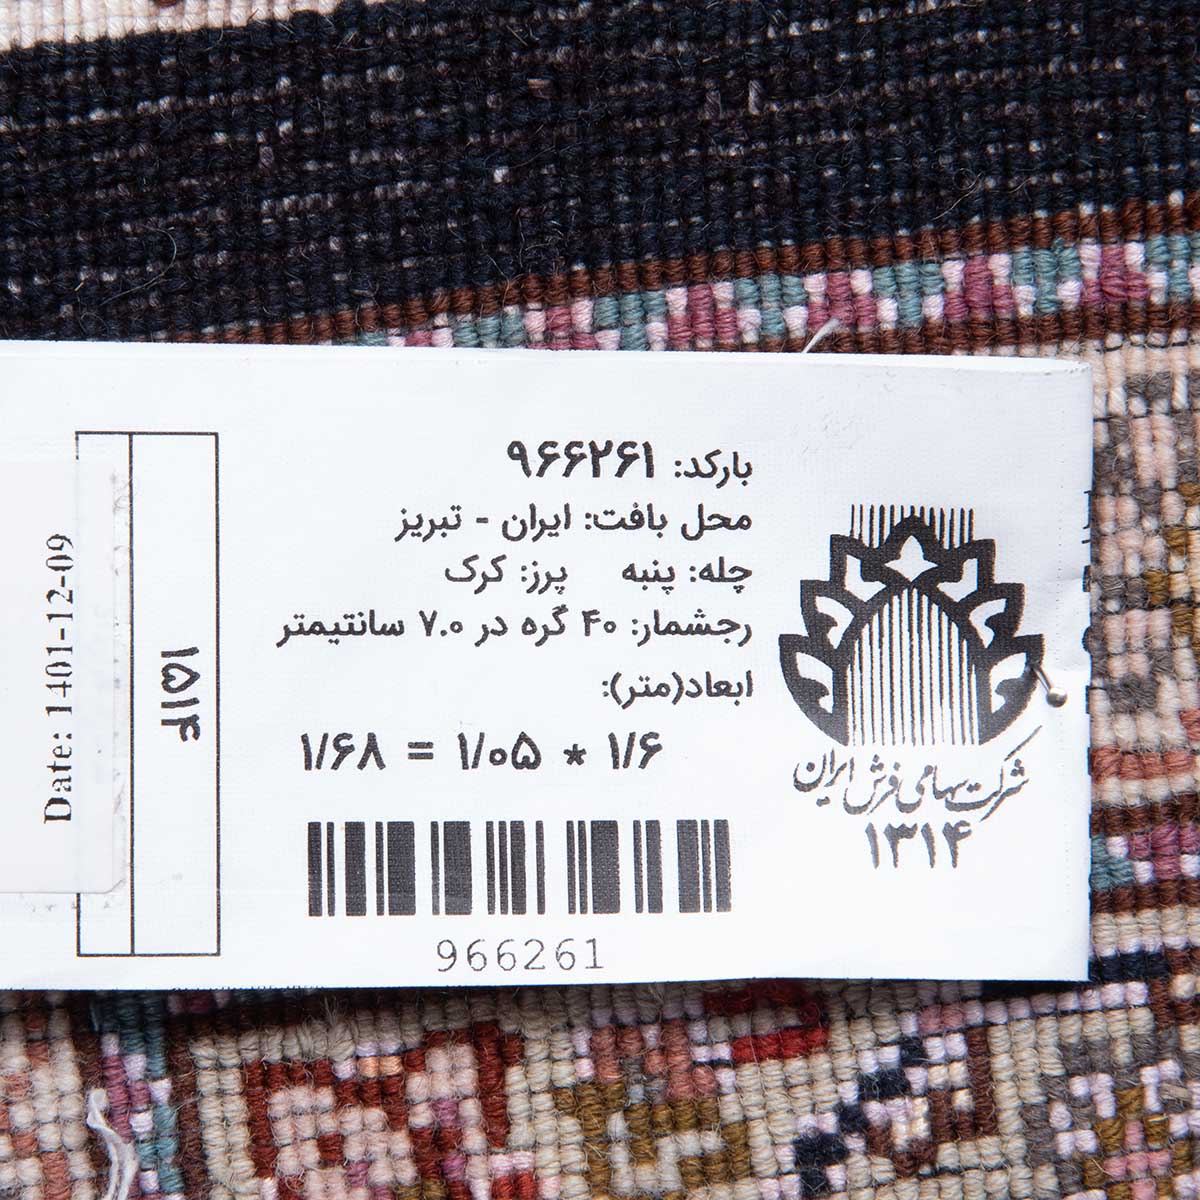 بارکد: ۹۶۶۲۶۱
محل بافت: ایران - تبریز
چله: پنبه پرز: کرک
رجشمار: ۴۰ گره در ۷.۰ سانتیمتر
ابعاد(متر):
۱/۶ * ۱/۰۵ = ۱/۶۸
966261
شرکت سهامی فرش ایران
۱۳۱۴
۱۵۱۴
Date: 1401-12-09